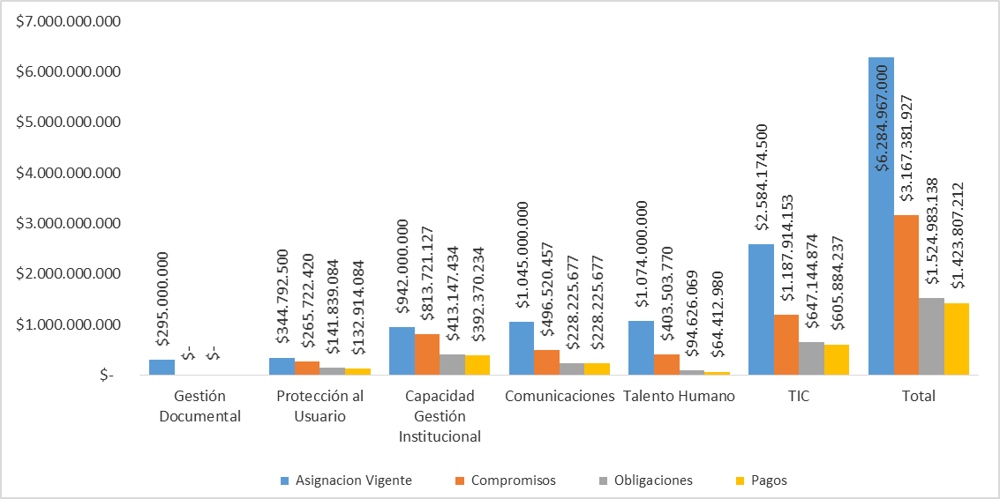 $7.000.000.000
$6.000.000.000
$5.000.000.000
$4.000.000.000
$3.000.000.000
$2.000.000.000
$1.000.000.000
$-
$295.000.000
$-
$-
$344.792.500
$265.722.420
$141.839.084
$132.914.084
$942.000.000
$813.721.127
$413.147.434
$392.370.234
$1.045.000.000
$496.520.457
$228.225.677
$228.225.677
$1.074.000.000
$403.503.770
$94.626.069
$64.412.980
$2.584.174.500
$1.187.914.153
$647.144.874
$605.884.237
$6.284.967.000
$3.167.381.927
$1.524.983.138
$1.423.807.212
Gestión
Documental
Protección al
Usuario
Capacidad
Gestión
Institucional
Comunicaciones
Talento Humano
TIC
Total
Asignacion Vigente
Compromisos
Obligaciones
Pagos